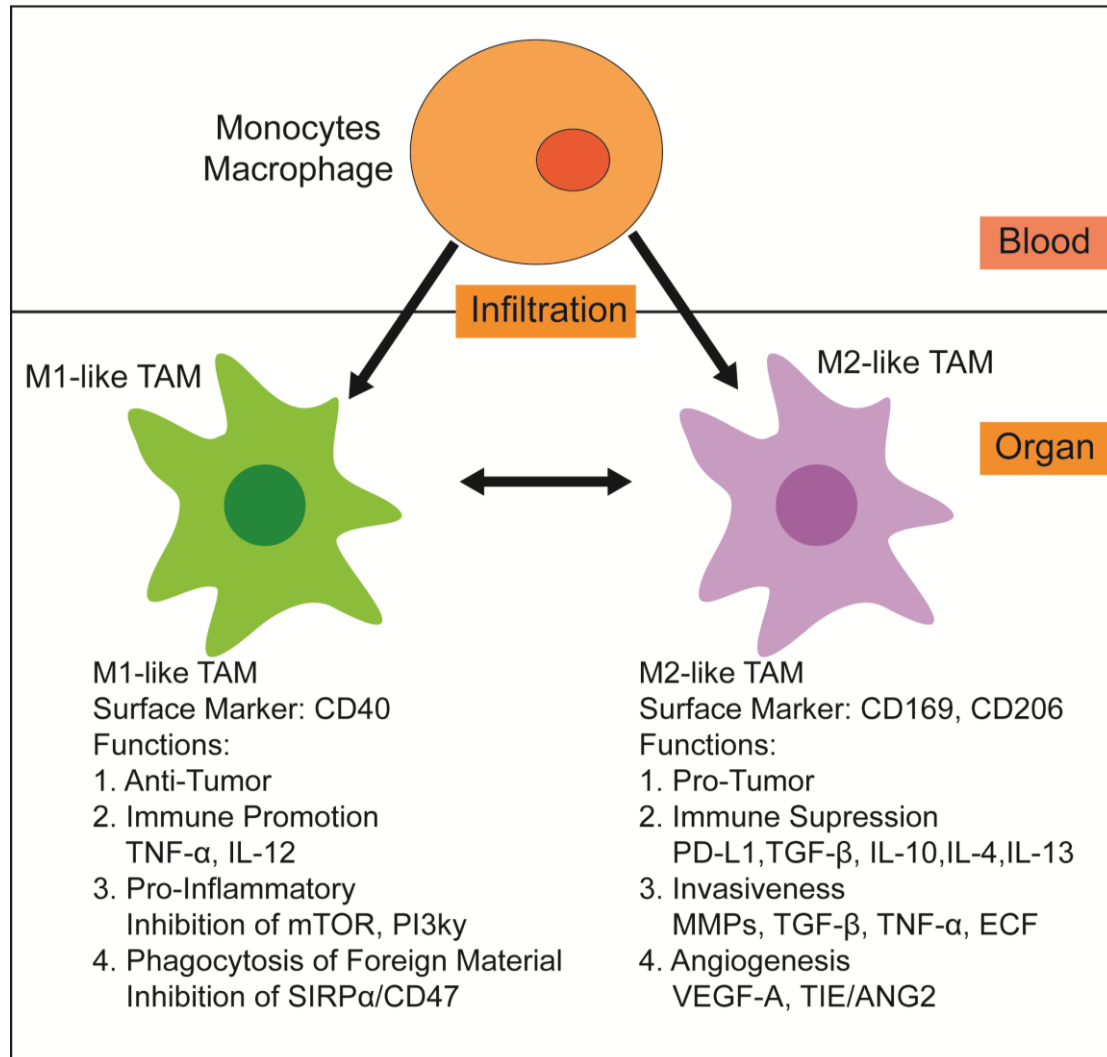 Monocytes
Macrophage
Blood
Infiltration
M1-like TAM
M2-like TAM
Organ
M1-like TAM
Surface Marker: CD40
Functions:
1. Anti-Tumor
2. Immune Promotion
TNF-α, IL-12
3. Pro-Inflammatory
Inhibition of mTOR, PI3ky
4. Phagocytosis of Foreign Material
Inhibition of SIRPα/CD47
M2-like TAM
Surface Marker: CD169, CD206
Functions:
1. Pro-Tumor
2. Immune Supression
PD-L1,TGF-β, IL-10,IL-4,IL-13
3. Invasiveness
MMPs, TGF-β, TNF-α, ECF
4. Angiogenesis
VEGF-A, TIE/ANG2